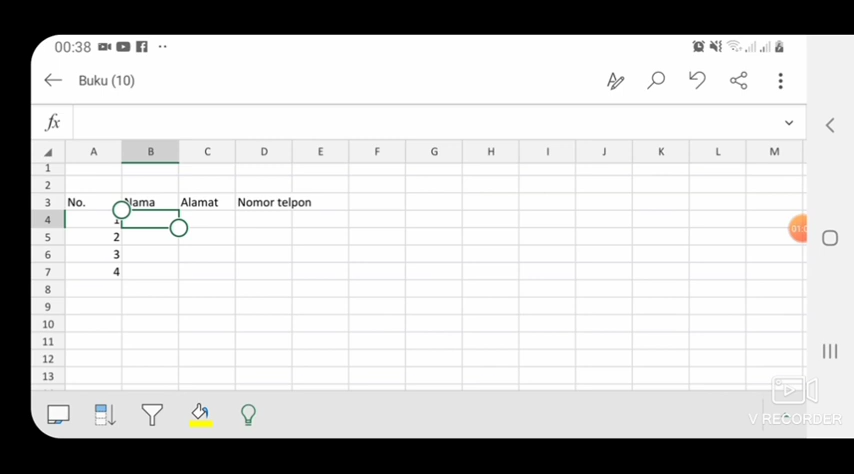 00:38
Buku (10)
fx
A B C D E F G H I J K L M
1
2
3 No. Nama Alamat Nomor telpon
4 1
5 2
6 3
7 4
8
9
10
11
12
13
V RECORDER